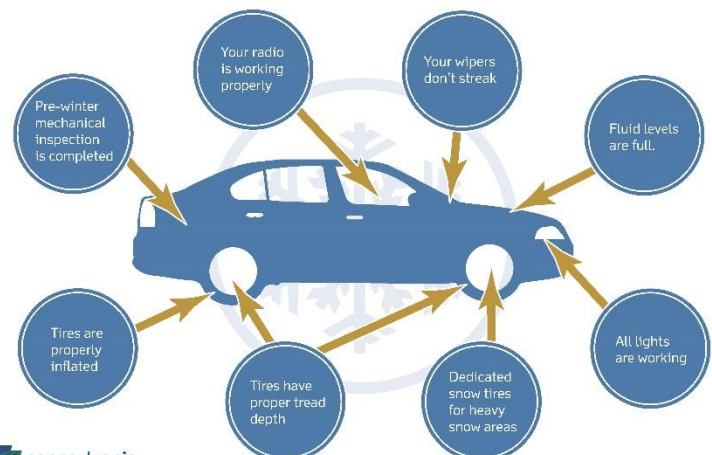 Your radio
is working
properly
Your wipers
don't streak
Pre-winter
mechanical
inspection
is completed
Fluid levels
are full.
Tires are
properly
inflated
Tires have
proper tread
depth
Dedicated
snow tires
for heavy
snow areas
All lights
are working